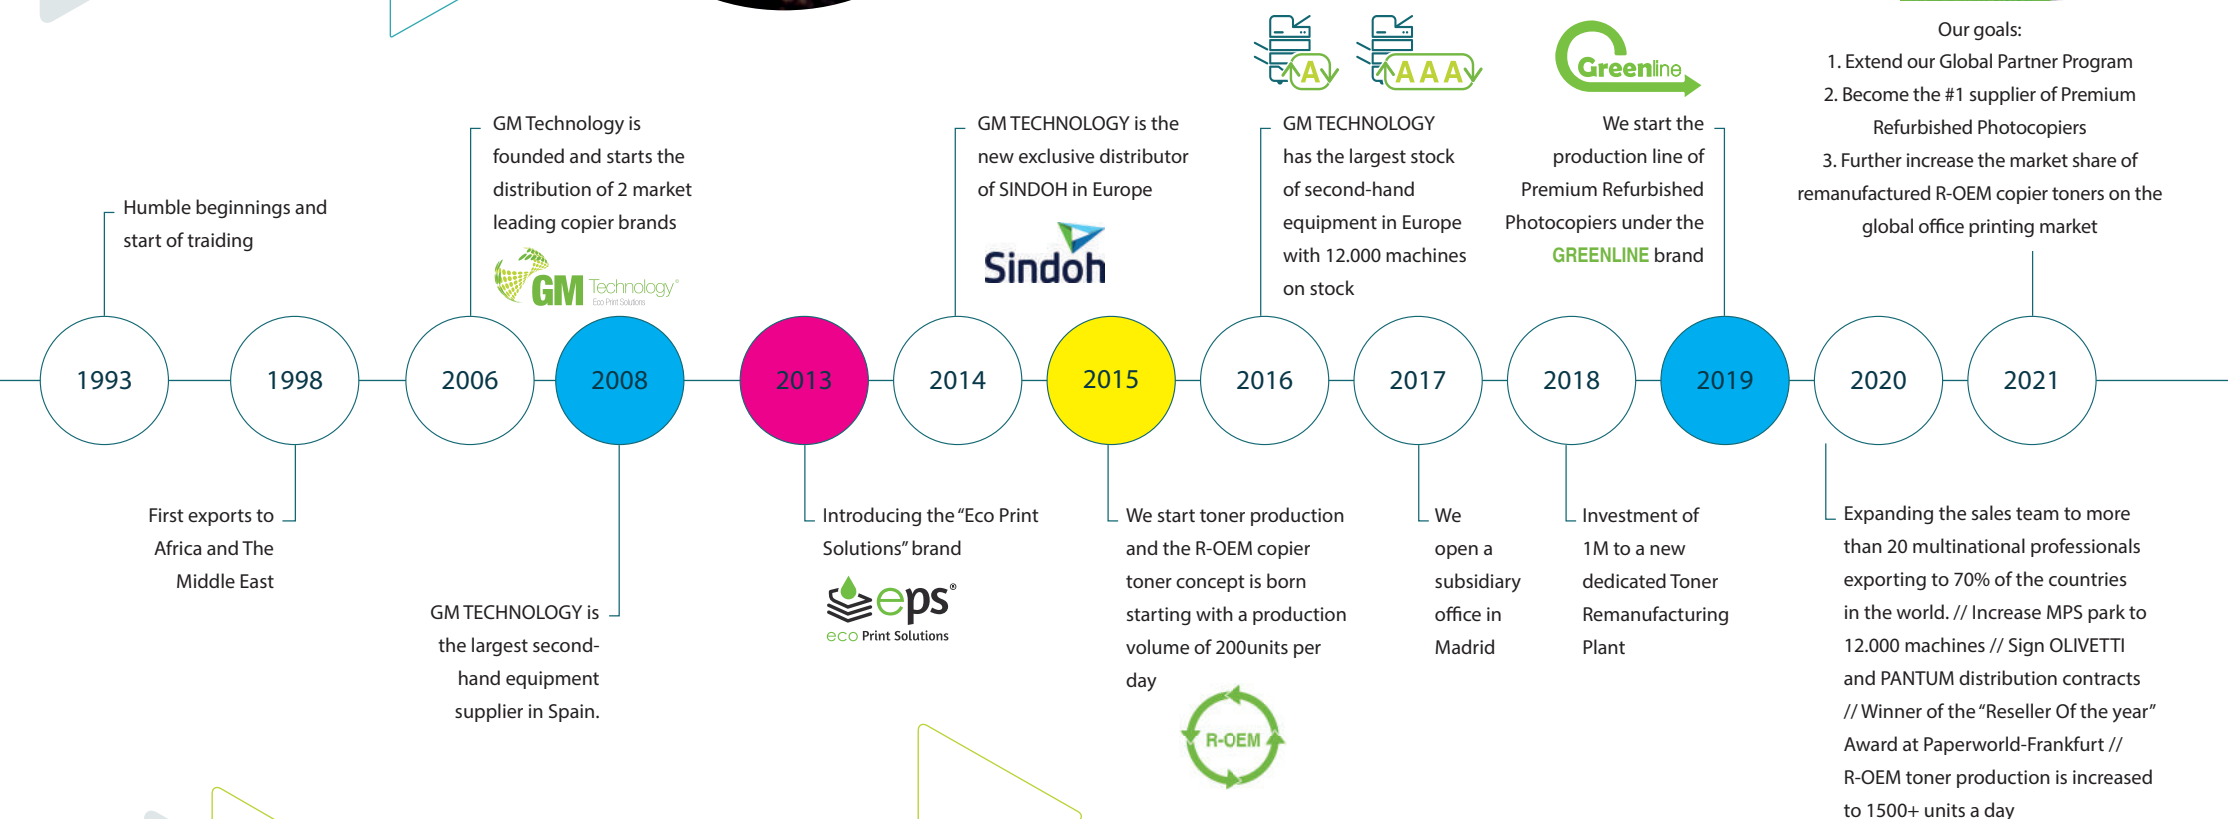 Humble beginnings and
start of traiding
1993
1998
First exports to
Africa and The
Middle East
GM Technology is
founded and starts the
distribution of 2 market
leading copier brands
GM Technology®
Eco Print Solutions
2006
2008
GM TECHNOLOGY is
the largest second-
hand equipment
supplier in Spain.
2013
Introducing the “Eco Print
Solutions” brand
eps®
eco Print Solutions
GM TECHNOLOGY is the
new exclusive distributor
of SINDOH in Europe
Sindoh
2014
2015
We start toner production
and the R-OEM copier
toner concept is born
starting with a production
volume of 200units per
day
R-OEM
A
AAA
GM TECHNOLOGY
has the largest stock
of second-hand
equipment in Europe
with 12.000 machines
on stock
2016
2017
We
open a
subsidiary
office in
Madrid
2018
Investment of
1M to a new
dedicated Toner
Remanufacturing
Plant
Greenline
We start the
production line of
Premium Refurbished
Photocopiers under the
GREENLINE brand
2019
2020
Expanding the sales team to more
than 20 multinational professionals
exporting to 70% of the countries
in the world. // Increase MPS park to
12.000 machines // Sign OLIVETTI
and PANTUM distribution contracts
// Winner of the “Reseller Of the year”
Award at Paperworld-Frankfurt //
R-OEM toner production is increased
to 1500+ units a day
Our goals:
1. Extend our Global Partner Program
2. Become the #1 supplier of Premium
Refurbished Photocopiers
3. Further increase the market share of
remanufactured R-OEM copier toners on the
global office printing market
2021